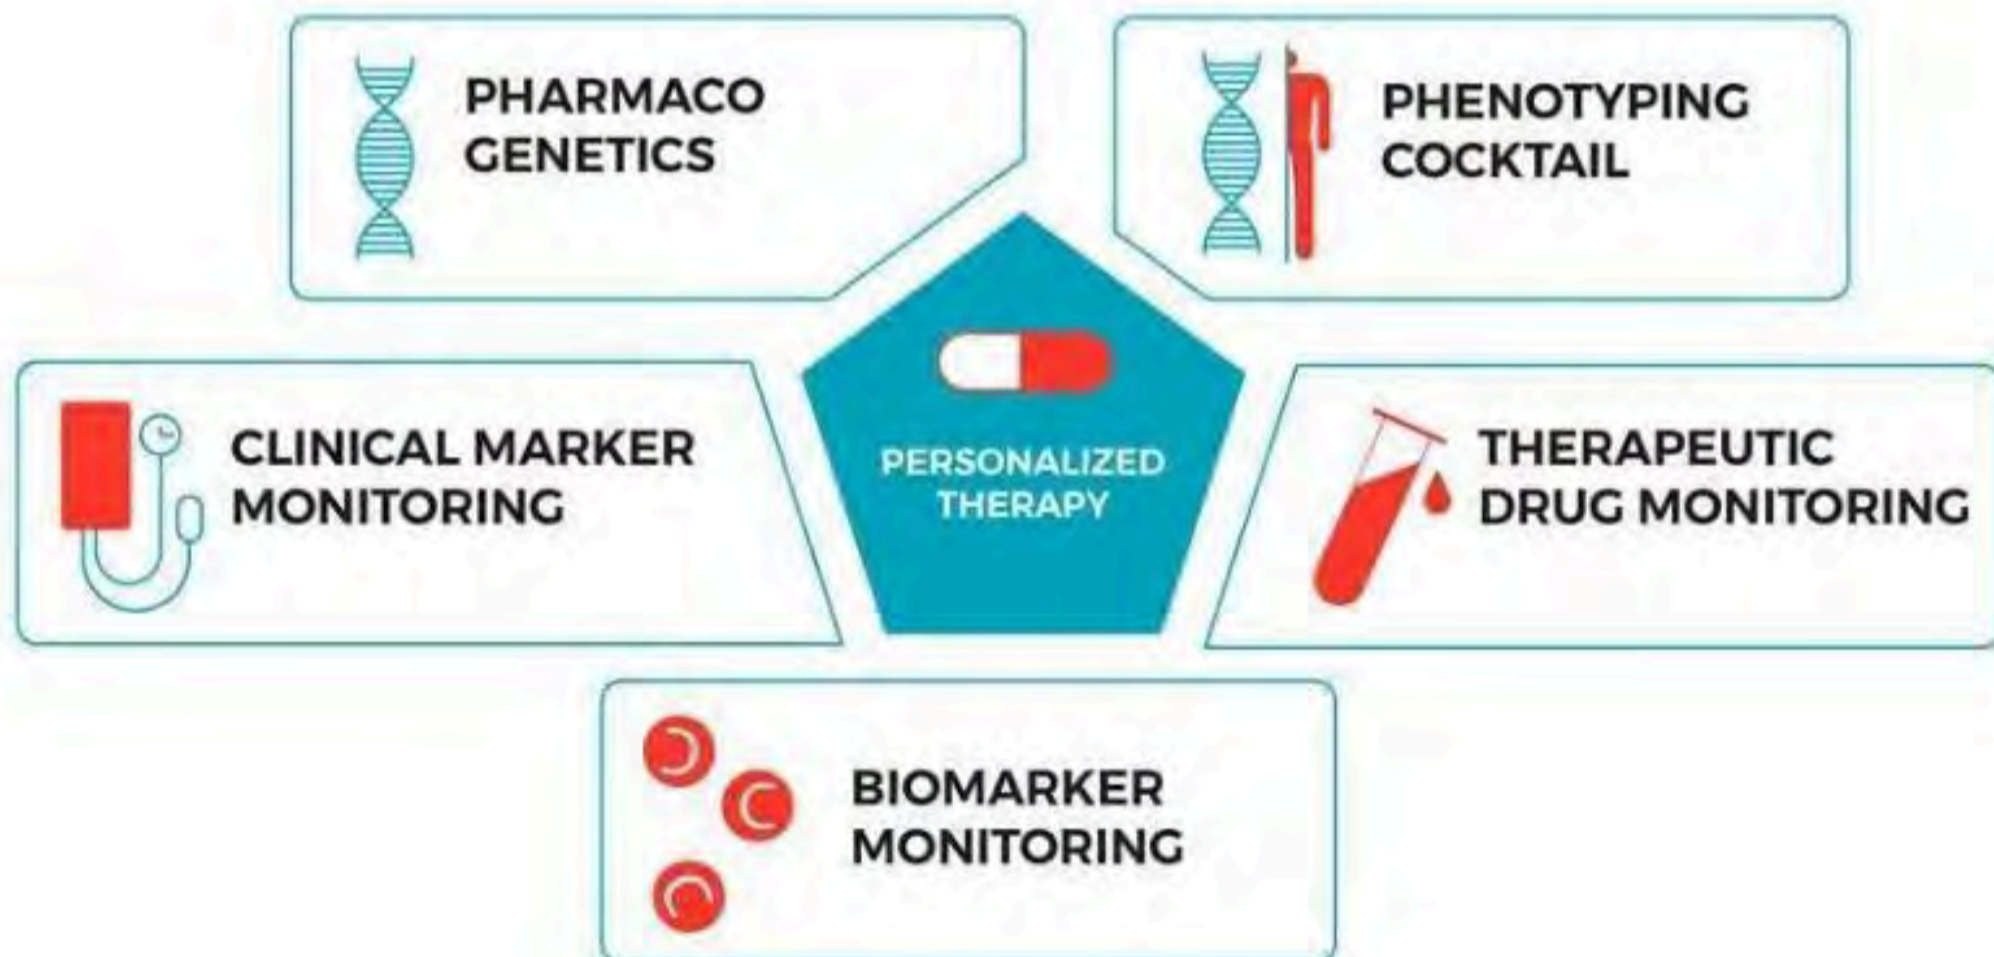 PHARMACO
GENETICS
PHENOTYPING
COCKTAIL
CLINICAL MARKER
MONITORING
PERSONALIZED
THERAPY
THERAPEUTIC
DRUG MONITORING
BIOMARKER
MONITORING